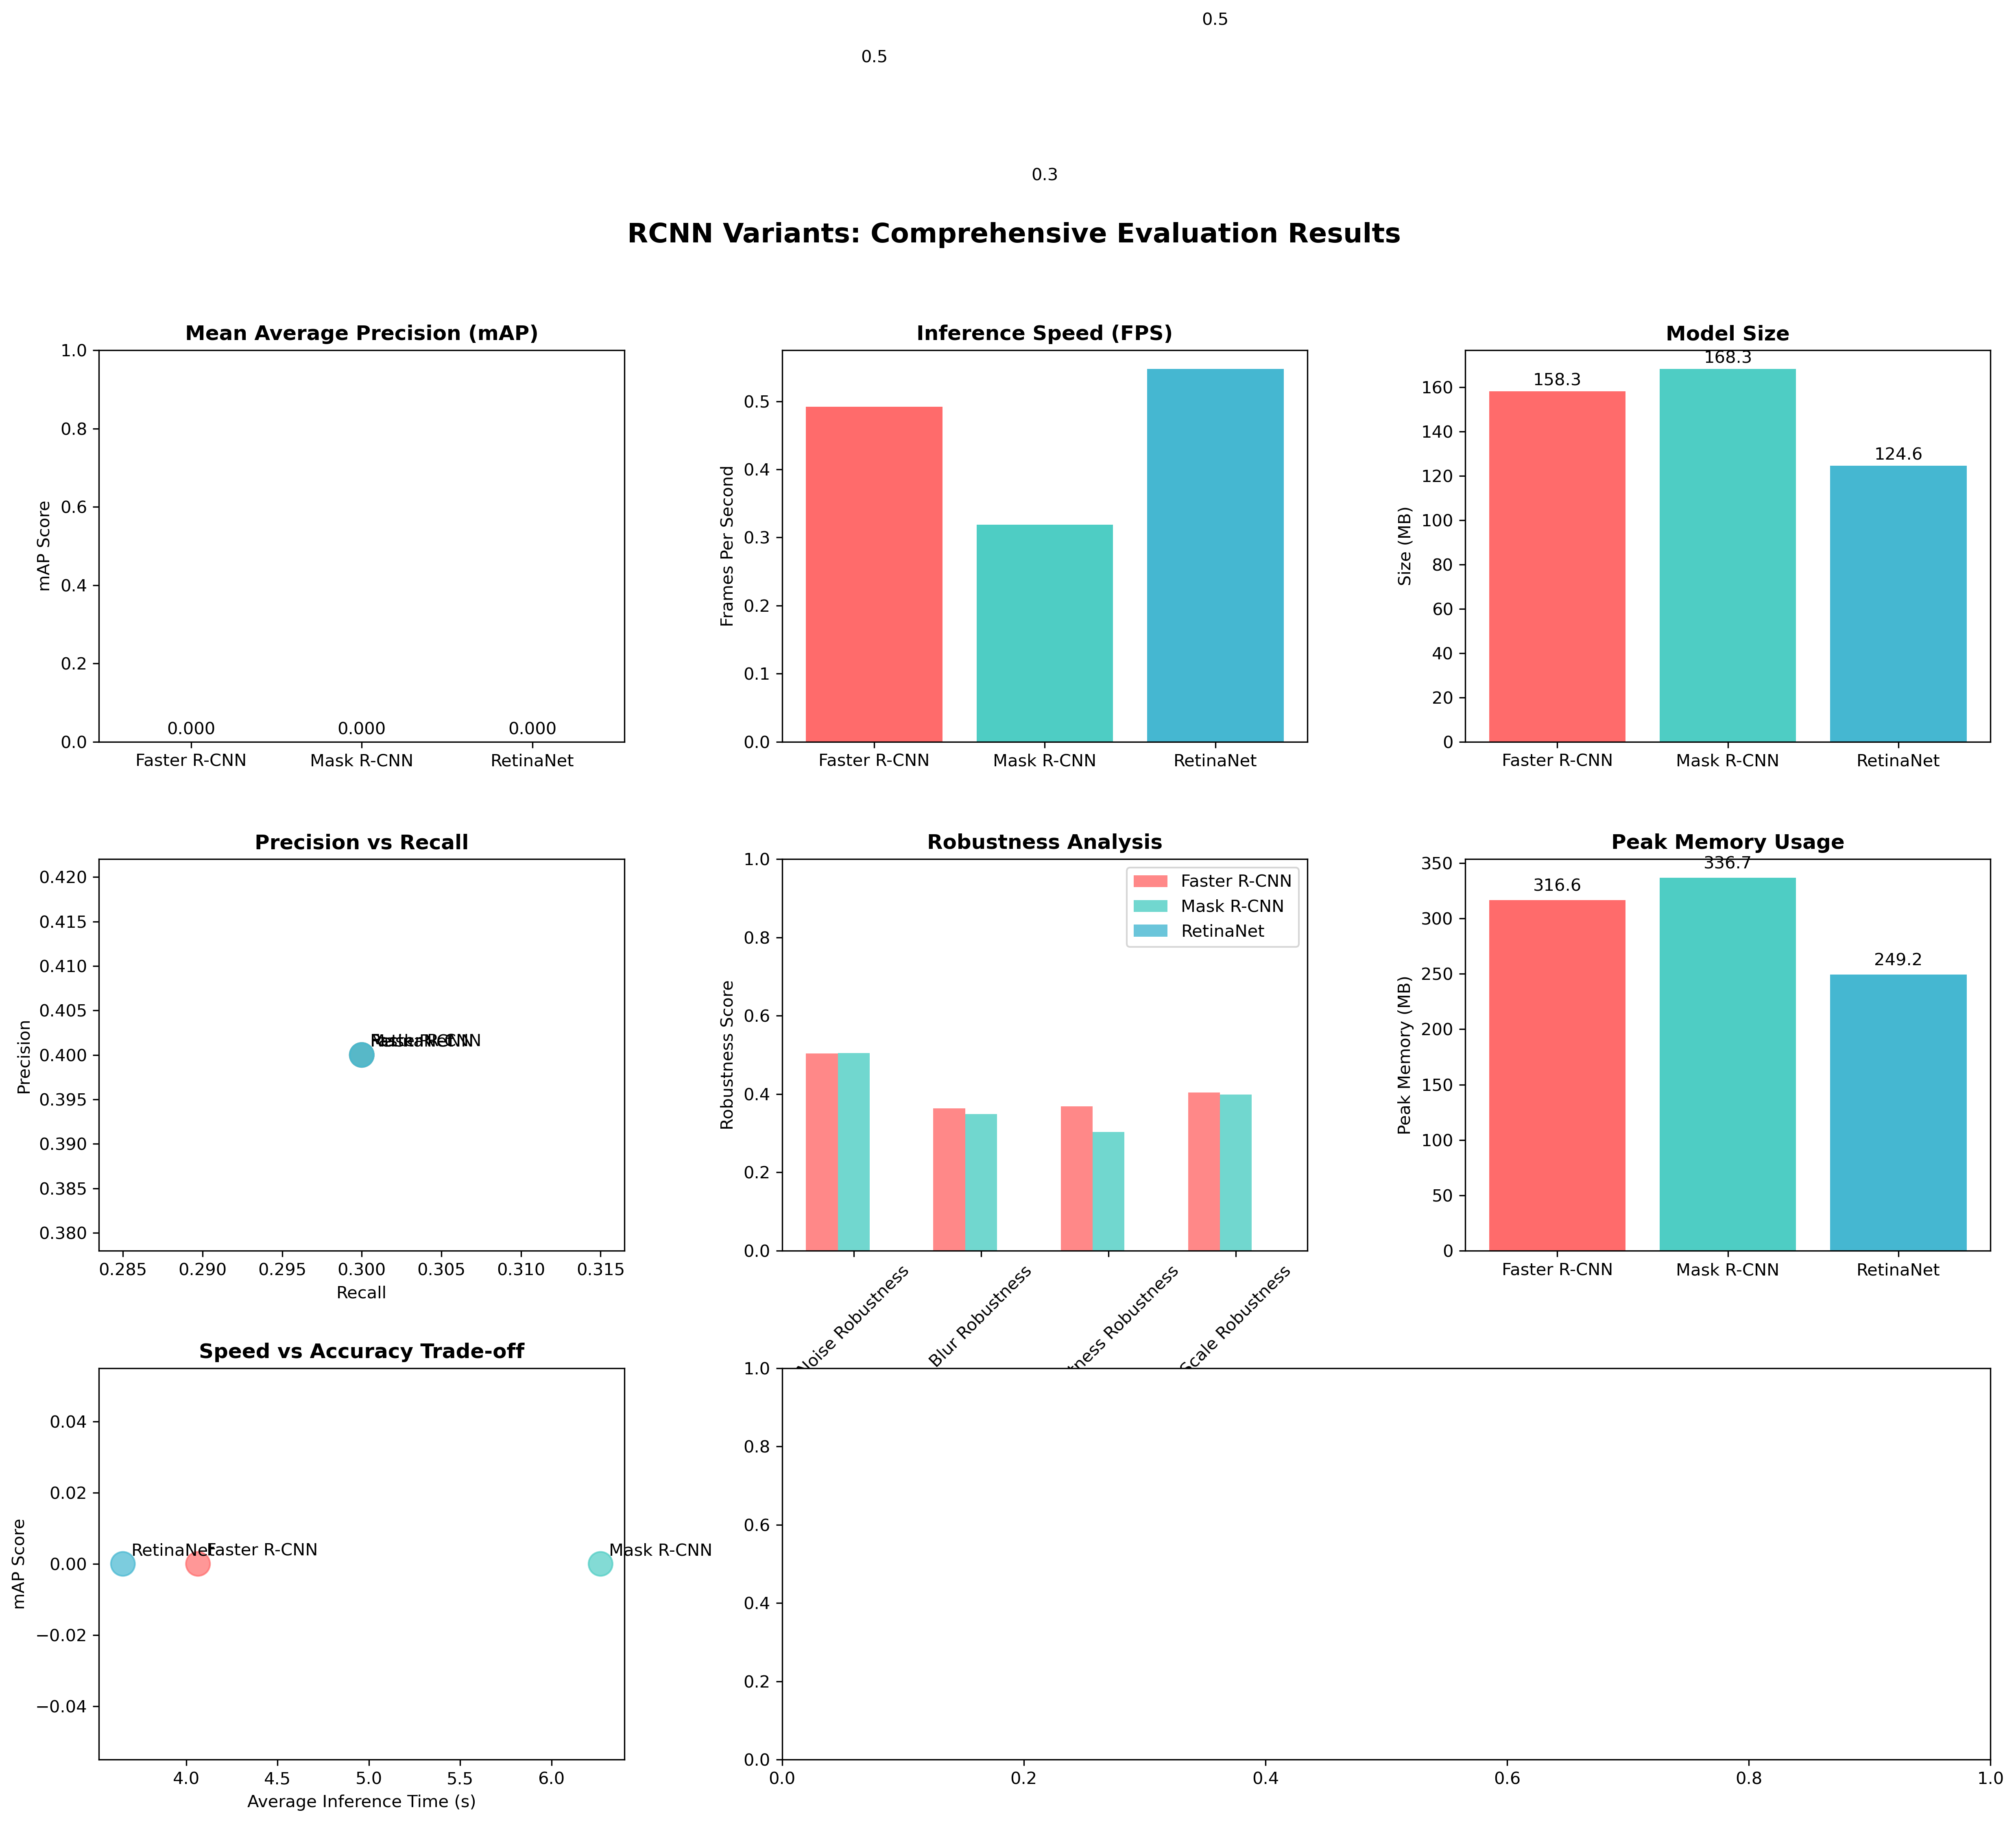 0.5
0.5
0.3
RCNN Variants: Comprehensive Evaluation Results
Mean Average Precision (mAP)
mAP Score
1.0
0.8
0.6
0.4
0.2
0.0
0.000 0.000 0.000
Faster R-CNN Mask R-CNN RetinaNet
Inference Speed (FPS)
Frames Per Second
0.5
0.4
0.3
0.2
0.1
0.0
Faster R-CNN Mask R-CNN RetinaNet
Model Size
Size (MB)
160
140
120
100
80
60
40
20
0
158.3 168.3 124.6
Faster R-CNN Mask R-CNN RetinaNet
Precision vs Recall
Precision
0.420
0.415
0.410
0.405
0.400
0.395
0.390
0.385
0.380
0.285 0.290 0.295 0.300 0.305 0.310 0.315
Recall
Robustness Analysis
Robustness Score
1.0
0.8
0.6
0.4
0.2
0.0
Faster R-CNN
Mask R-CNN
RetinaNet
Noise Robustness
Blur Robustness
Robustness
Scale Robustness
Peak Memory Usage
Peak Memory (MB)
350
300
250
200
150
100
50
0
316.6 336.7 249.2
Faster R-CNN Mask R-CNN RetinaNet
Speed vs Accuracy Trade-off
mAP Score
0.04
0.02
0.00
−0.02
−0.04
RetinaNet Faster R-CNN Mask R-CNN
4.0 4.5 5.0 5.5 6.0
Average Inference Time (s)
1.0
0.8
0.6
0.4
0.2
0.0
0.0 0.2 0.4 0.6 0.8 1.0